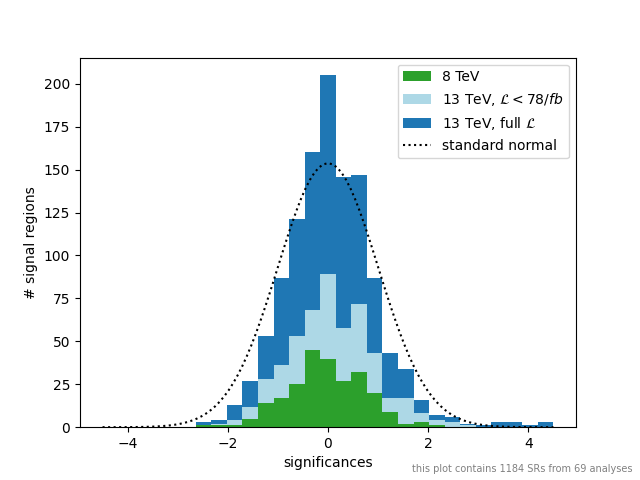 8 TeV
13 TeV, ℒ < 78/fb
13 TeV, full ℒ
standard normal
200
175
150
125
100
75
50
25
0
# signal regions
−4 −2 0 2 4
significances
this plot contains 1184 SRs from 69 analyses